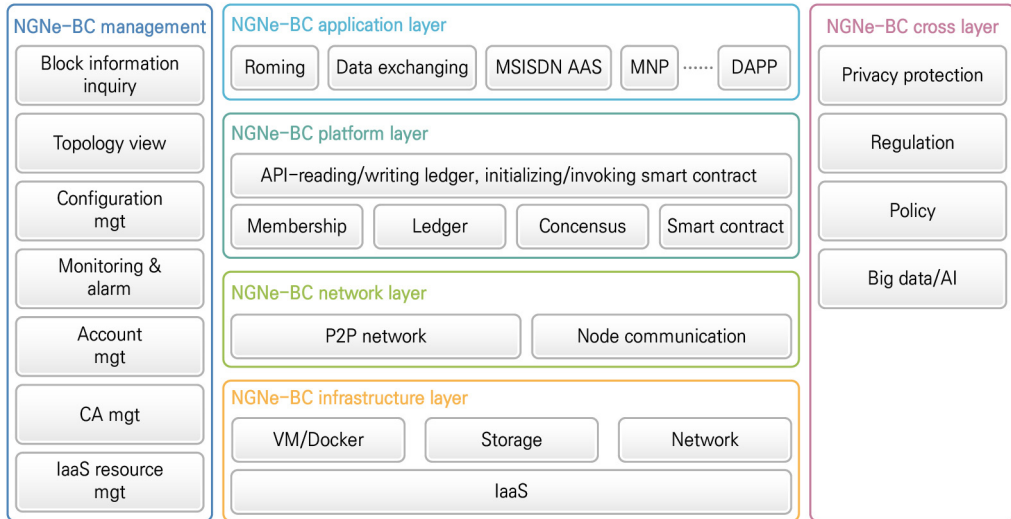 NGNe-BC management
Block information
inquiry
Topology view
Configuration
mgt
Monitoring &
alarm
Account
mgt
CA mgt
IaaS resource
mgt
NGNe-BC application layer
Roming
Data exchanging
MSISDN AAS
MNP
......
DAPP
NGNe-BC platform layer
API-reading/writing ledger, initializing/invoking smart contract
Membership
Ledger
Concensus
Smart contract
NGNe-BC network layer
P2P network
Node communication
NGNe-BC infrastructure layer
VM/Docker
Storage
Network
IaaS
NGNe-BC cross layer
Privacy protection
Regulation
Policy
Big data/AI